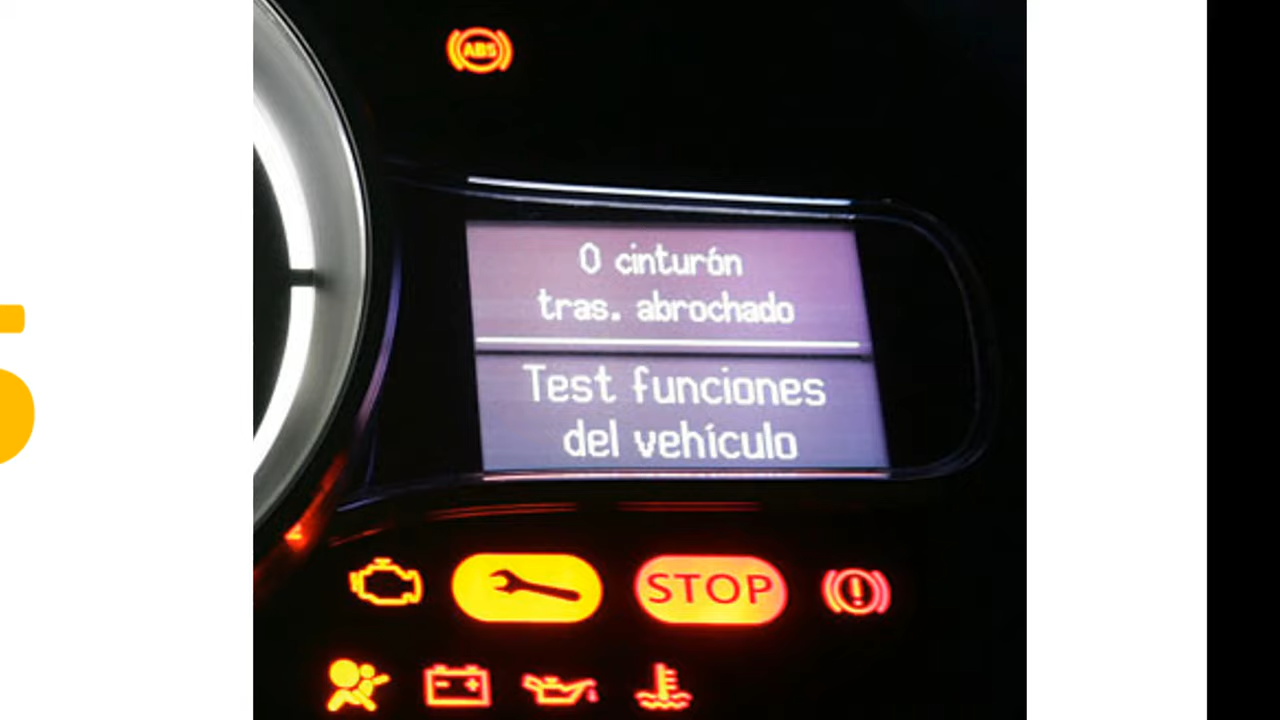 ABS
0 cinturón
tras. abrochado
Test funciones
del vehículo
STOP